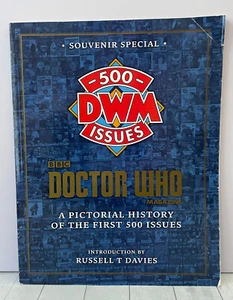 · SOUVENIR SPECIAL ·
500
DWM
ISSUES
BBC
DOCTOR WHO
MAGAZINE
A PICTORIAL HISTORY
OF THE FIRST 500 ISSUES
INTRODUCTION BY
RUSSELL T DAVIES